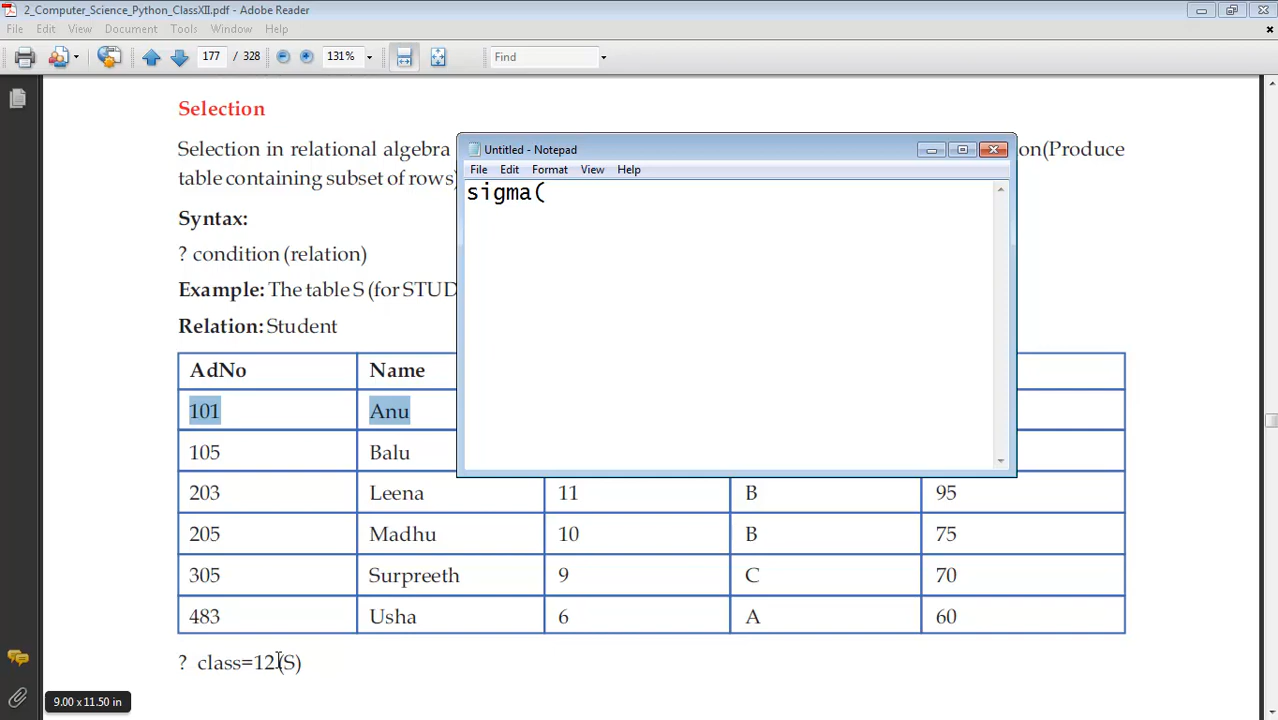 2_Computer_Science_Python_ClassXII.pdf - Adobe Reader
File Edit View Document Tools Window Help
177 / 328 131% Find
Selection
Selection in relational algebra
ion(Produce
table containing subset of rows)
Syntax:
? condition (relation)
Example: The table S (for STUD
Relation: Student
Untitled - Notepad
File Edit Format View Help
sigma(
AdNo Name
101 Anu
105 Balu
203 Leena 11 B 95
205 Madhu 10 B 75
305 Surpreeth 9 C 70
483 Usha 6 A 60
? class=12 (S)
9.00 x 11.50 in